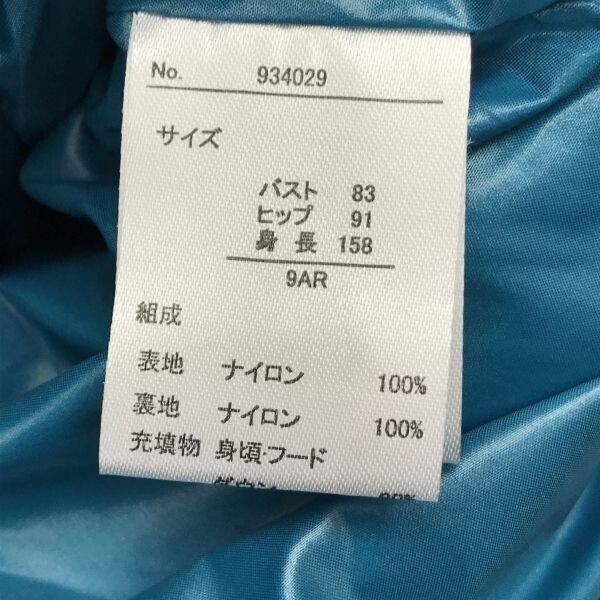 No. 934029
サイズ
バスト 83
ヒップ 91
身長 158
9AR
組成
表地 ナイロン 100%
裏地 ナイロン 100%
充填物 身頃・フード